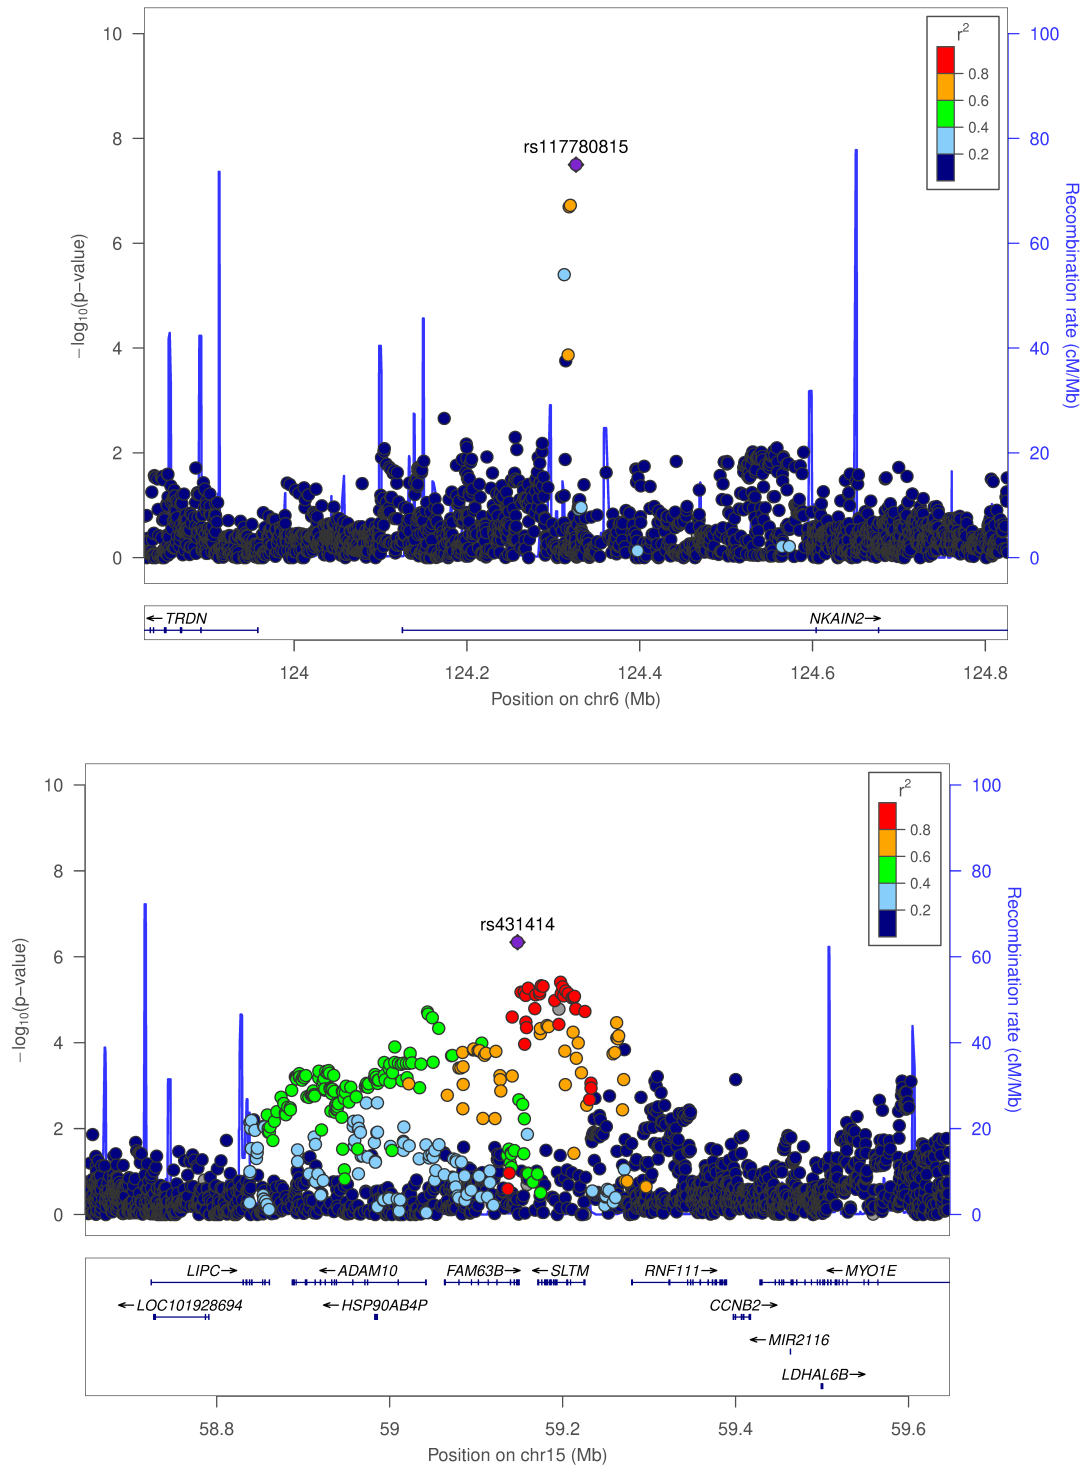 10
8
6
4
2
0
−log10(p−value)
100
80
60
40
20
0
Recombination rate (cM/Mb)
r2
0.8
0.6
0.4
0.2
rs117780815
←TRDN
NKAIN2→
124
124.2
124.4
124.6
124.8
Position on chr6 (Mb)
10
8
6
4
2
0
−log10(p−value)
100
80
60
40
20
0
Recombination rate (cM/Mb)
r2
0.8
0.6
0.4
0.2
rs431414
LIPC→
←ADAM10
FAM63B→
←SLTM
RNF111→
←MYO1E
←LOC101928694
←HSP90AB4P
CCNB2→
←MIR2116
LDHAL6B→
58.8
59
59.2
59.4
59.6
Position on chr15 (Mb)